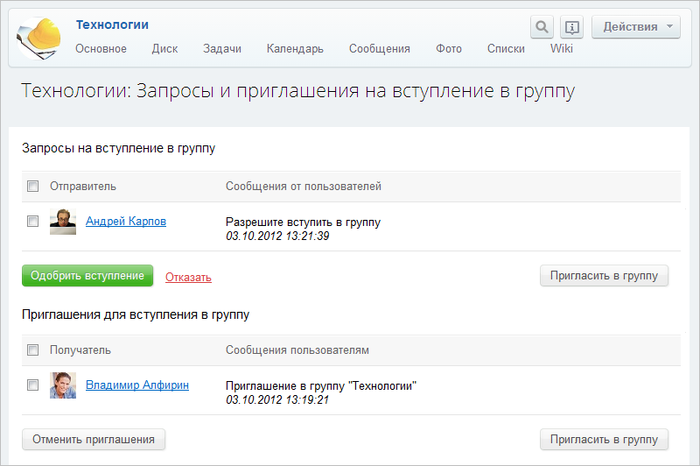 Технологии
Действия
Основное Диск Задачи Календарь Сообщения Фото Списки Wiki
Технологии: Запросы и приглашения на вступление в группу
Запросы на вступление в группу
Отправитель Сообщения от пользователей
Андрей Карпов Разрешите вступить в группу
03.10.2012 13:21:39
Одобрить вступление Отказать Пригласить в группу
Приглашения для вступления в группу
Получатель Сообщения пользователям
Владимир Алфирин Приглашение в группу "Технологии"
03.10.2012 13:19:21
Отменить приглашения Пригласить в группу